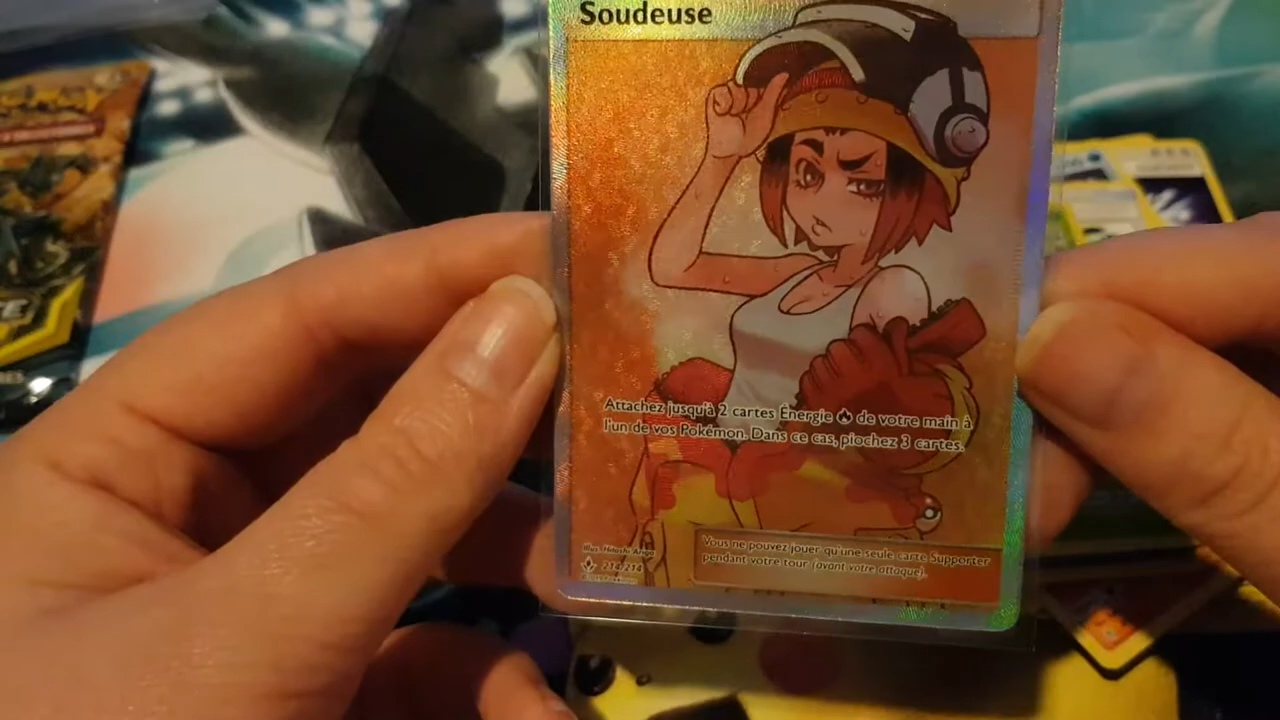 Soudeuse
Attachez jusqu'à 2 cartes Énergie de votre main à
l'un de vos Pokémon. Dans ce cas, piochez 3 cartes.
Vous ne pouvez jouer qu'une seule carte Supporter
pendant votre tour (avant votre attaque).
Illus. Hitoshi Ariga
214/214